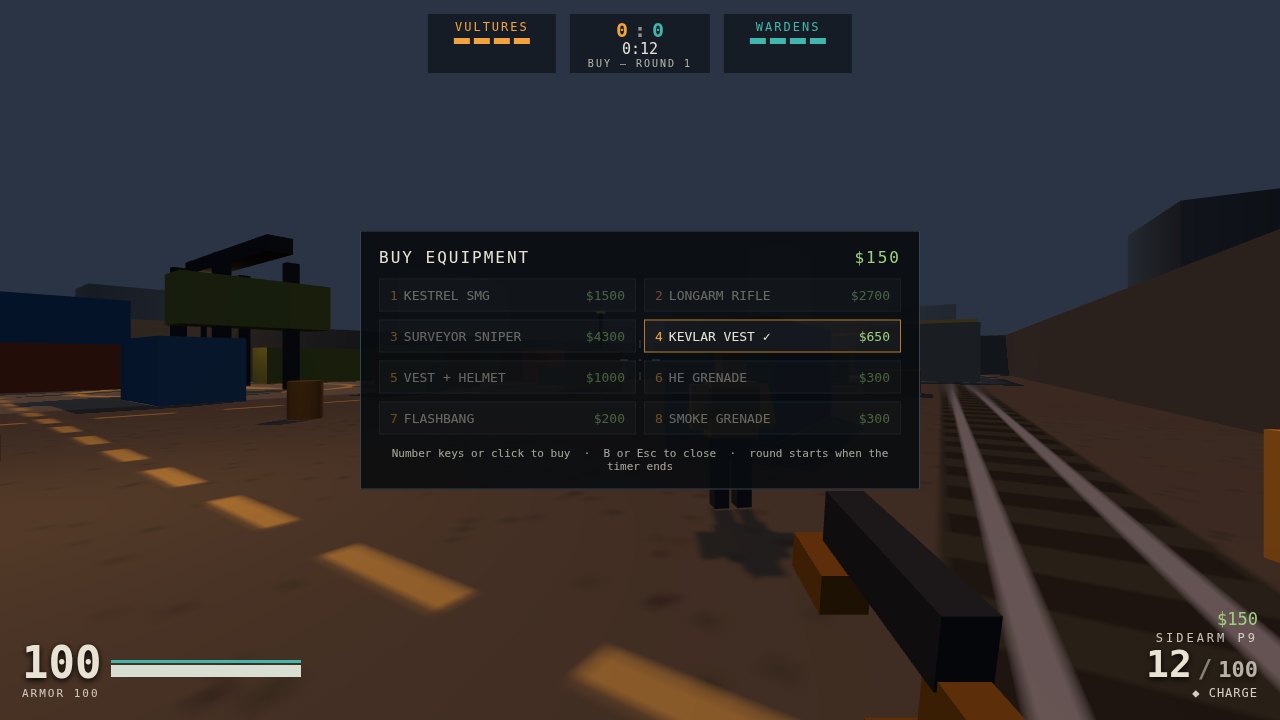 VULTURES
0 : 0
0:12
BUY — ROUND 1
WARDENS
BUY EQUIPMENT $150
1 KESTREL SMG $1500
2 LONGARM RIFLE $2700
3 SURVEYOR SNIPER $4300
4 KEVLAR VEST ✓ $650
5 VEST + HELMET $1000
6 HE GRENADE $300
7 FLASHBANG $200
8 SMOKE GRENADE $300
Number keys or click to buy · B or Esc to close · round starts when the
timer ends
100
ARMOR 100
$150
SIDEARM P9
12 / 100
◆ CHARGE